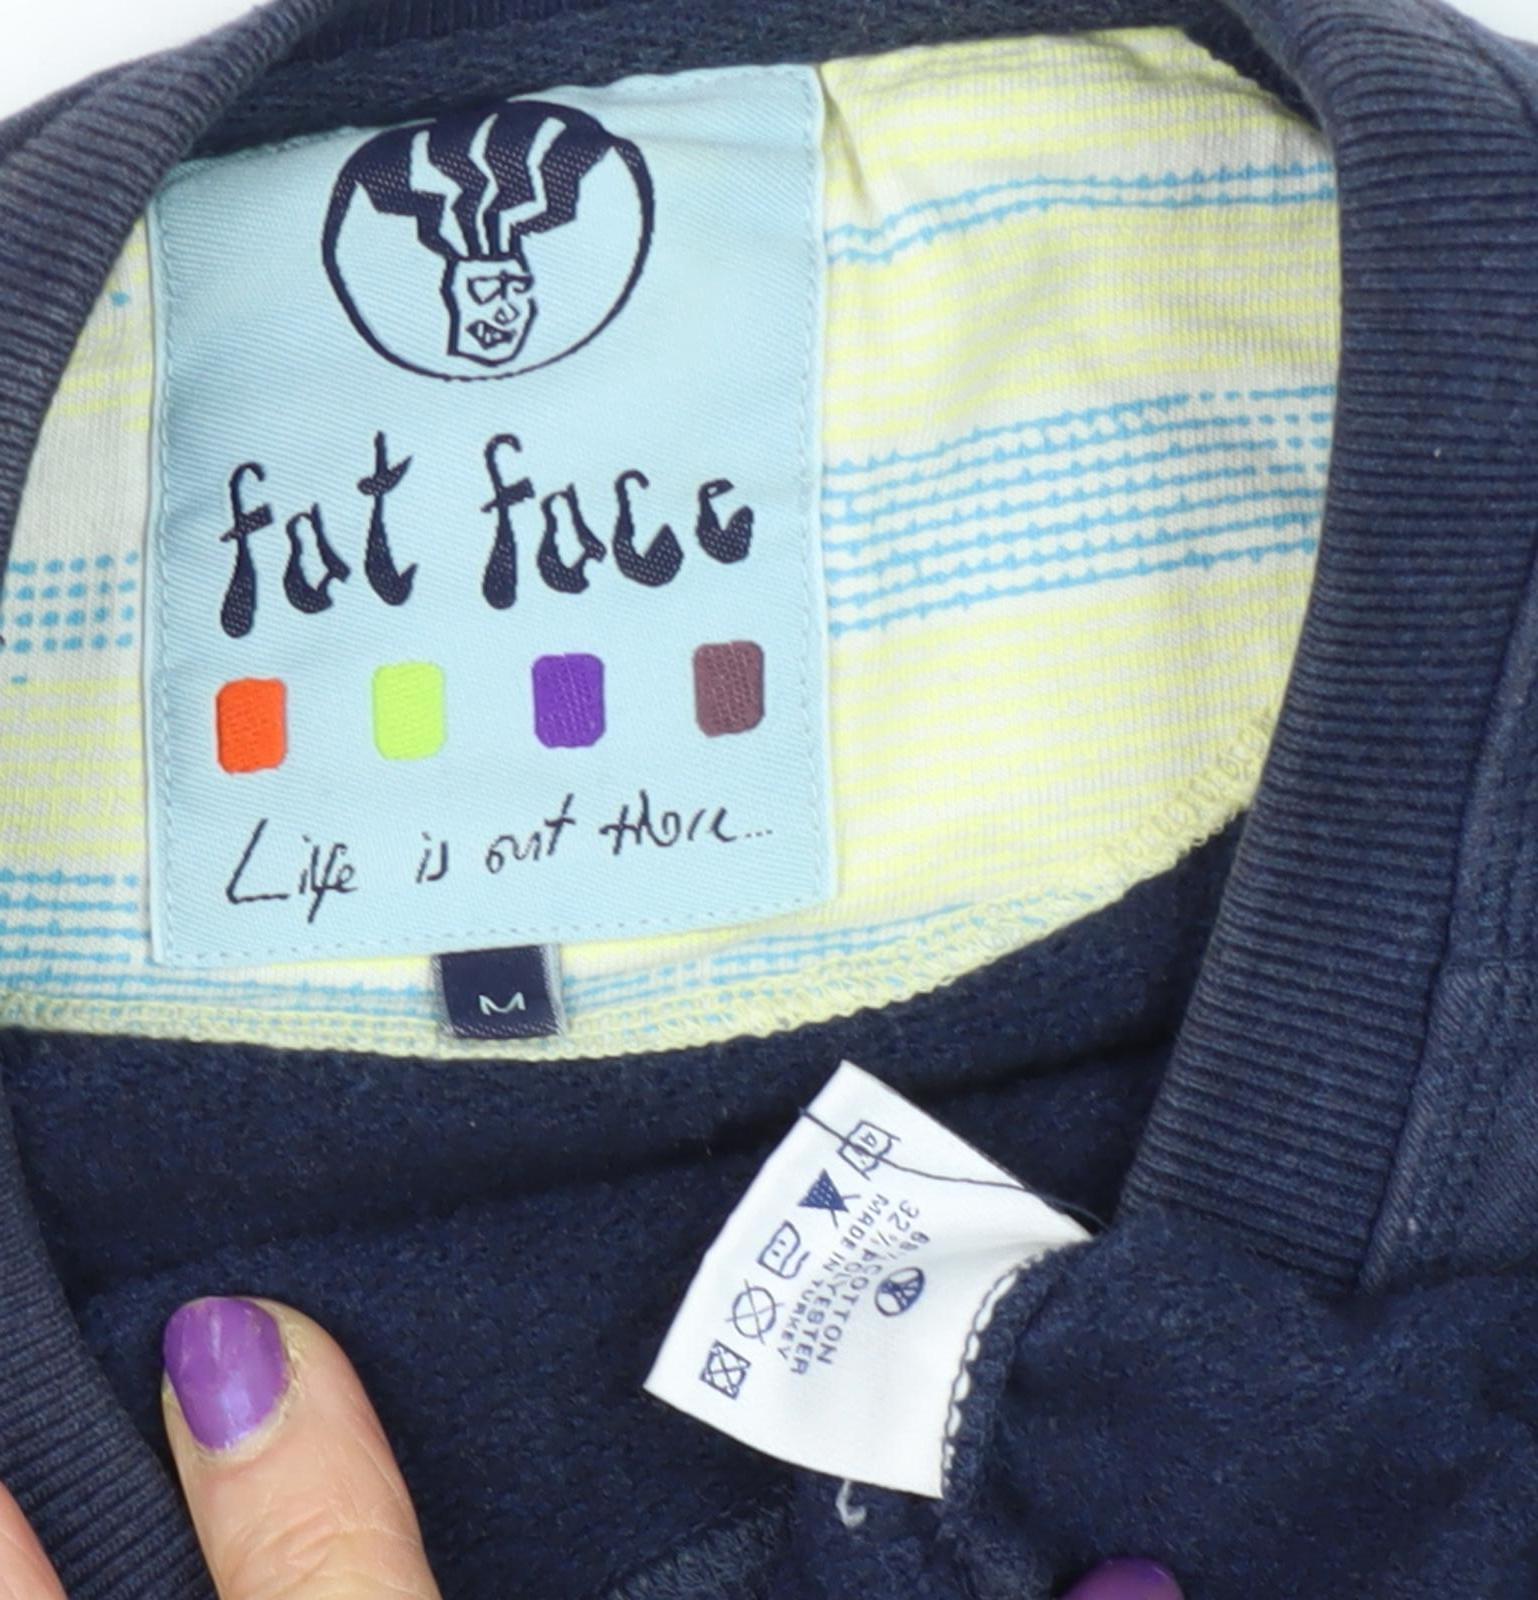 fat face
Life is out there...
M
68% COTTON
32% POLYESTER
MADE IN TURKEY